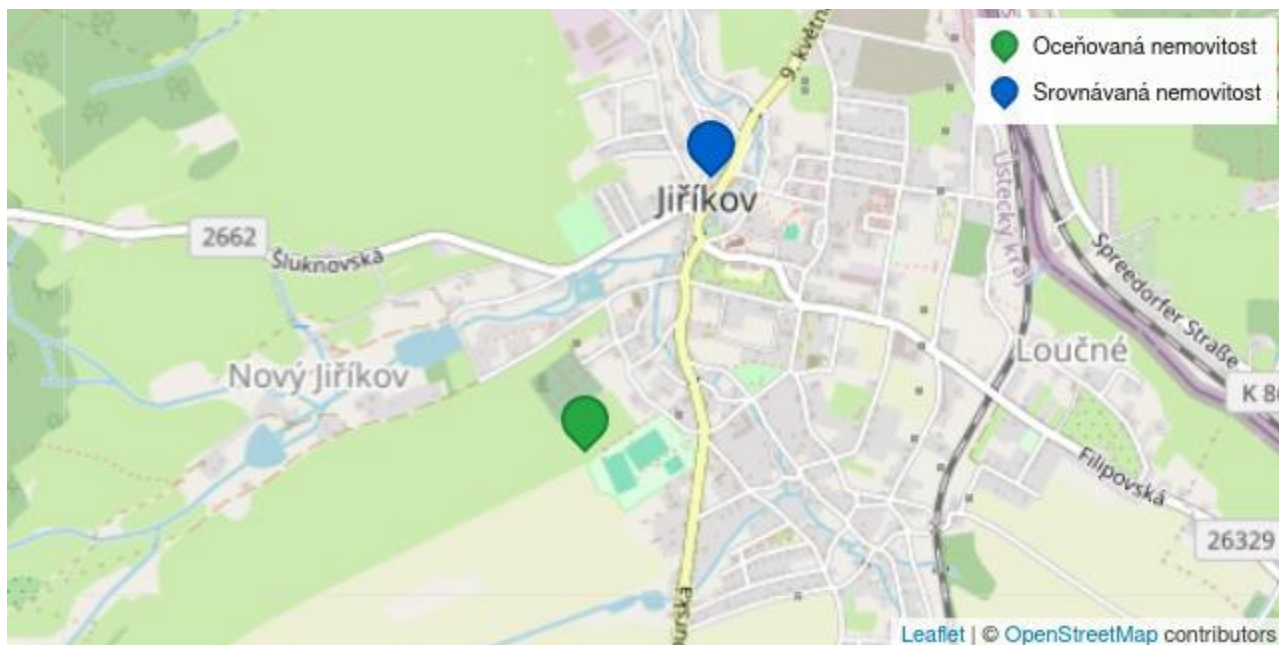 Oceňovaná nemovitost
Srovnávaná nemovitost
9. května
Jiříkov
2662
Šluknovská
Ústecký kraj
Spreedorfer Straße
Nový Jiříkov
Loučné
K 86
Filipovská
26329
Leaflet | © OpenStreetMap contributors